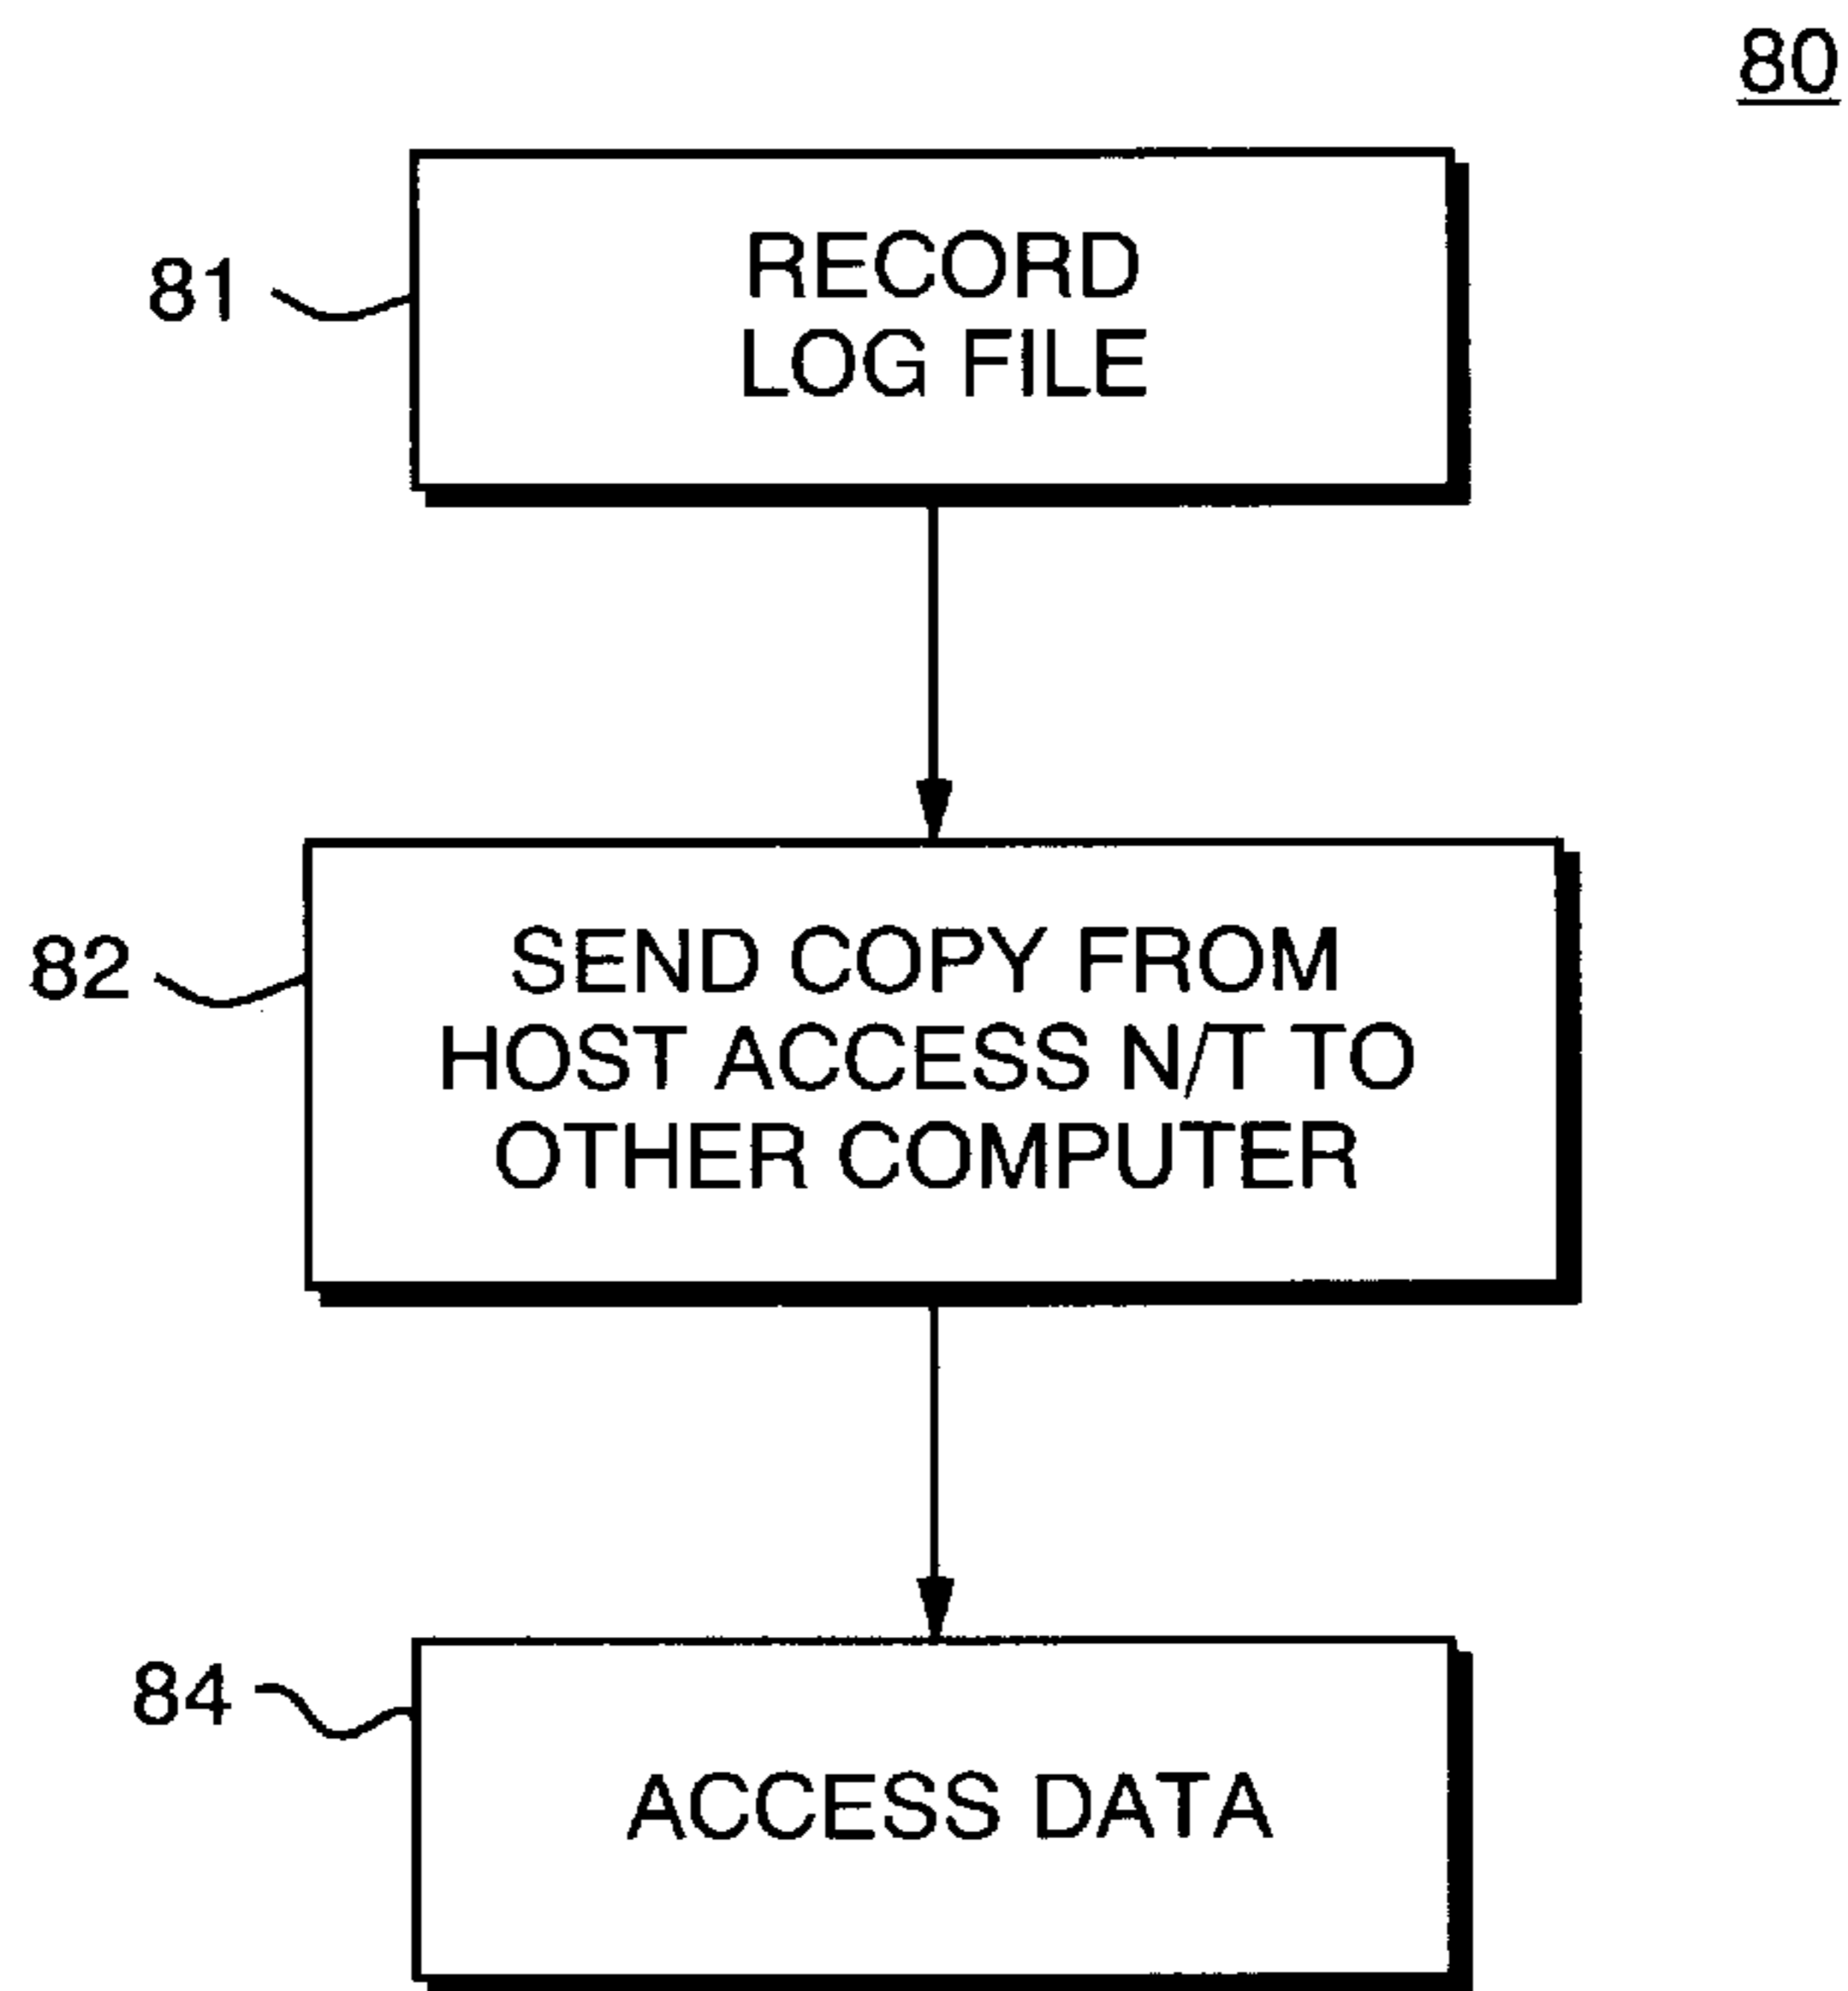 80
81
RECORD
LOG FILE
82
SEND COPY FROM
HOST ACCESS N/T TO
OTHER COMPUTER
84
ACCESS DATA